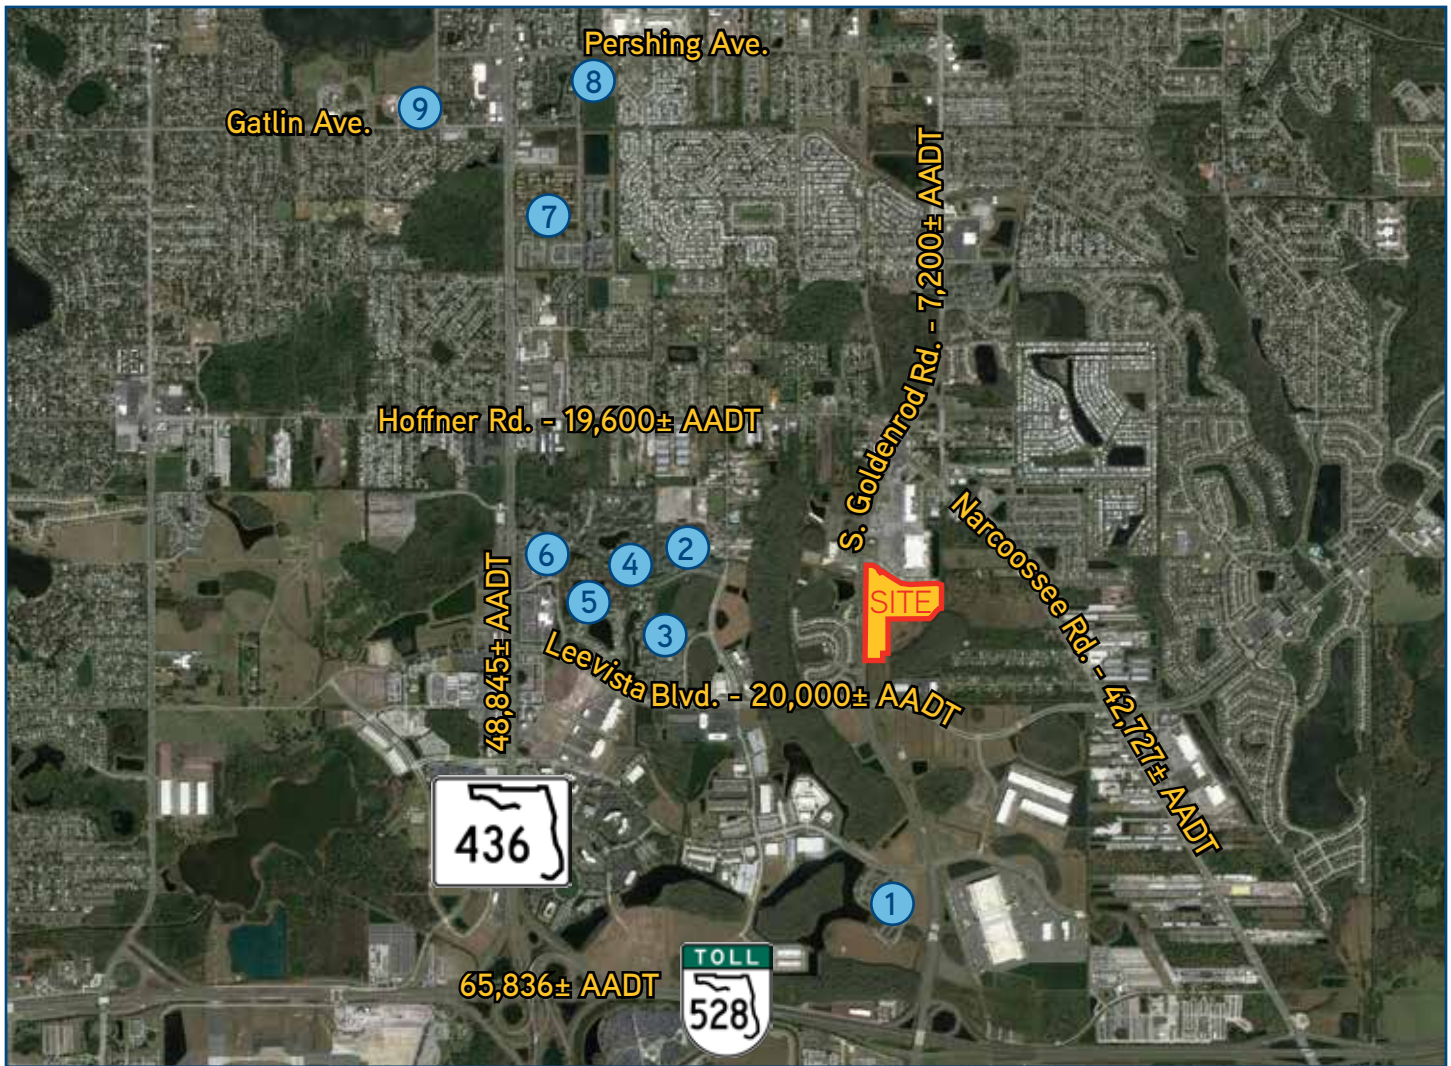 Pershing Ave.
8
9
Gatlin Ave.
7
S. Goldenrod Rd. - 7,200± AADT
Hoffner Rd. - 19,600± AADT
Narcoossee Rd. - 42,727± AADT
6
4
2
5
3
SITE
48,845± AADT
Leevista Blvd. - 20,000± AADT
436
1
65,836± AADT
TOLL
528